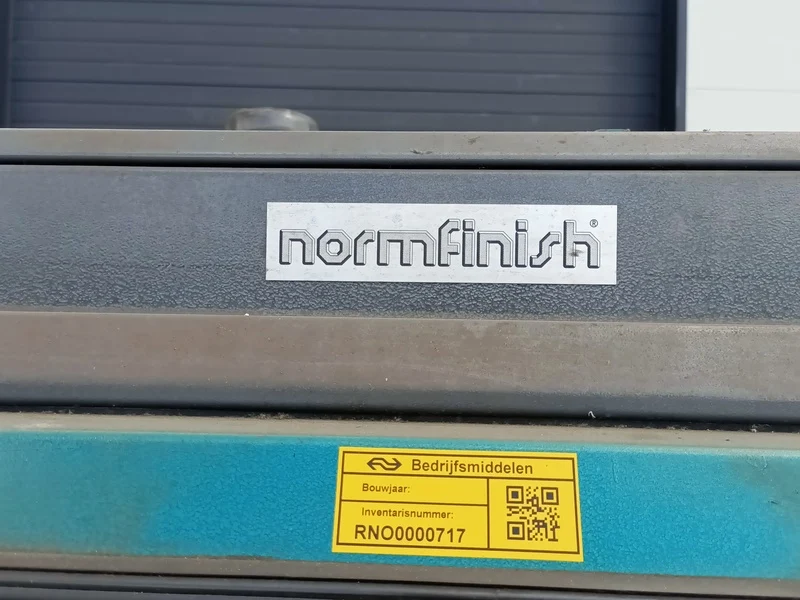 normfinish®
Bedrijfsmiddelen
Bouwjaar:
Inventarisnummer:
RNO0000717